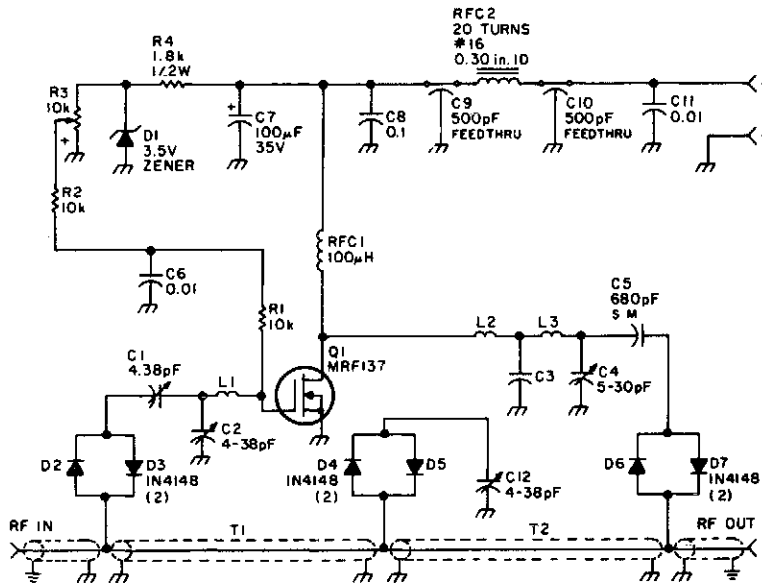 RFC2
20 TURNS
#16
0.30 in. ID
R4
1.8k
1/2W
R3
10k
+
D1
3.5V
ZENER
+
C7
100µF
35V
C8
0.1
C9
500pF
FEEDTHRU
C10
500pF
FEEDTHRU
C11
0.01
R2
10k
C6
0.01
R1
10k
RFC1
100µH
C5
680pF
S M
L2
L3
Q1
MRF137
C1
4.38pF
L1
C2
4-38pF
C3
C4
5-30pF
D2
D3
IN4148
(2)
D4
IN4148
(2)
D5
C12
4-38pF
D6
D7
IN4148
(2)
RF IN
T1
T2
RF OUT